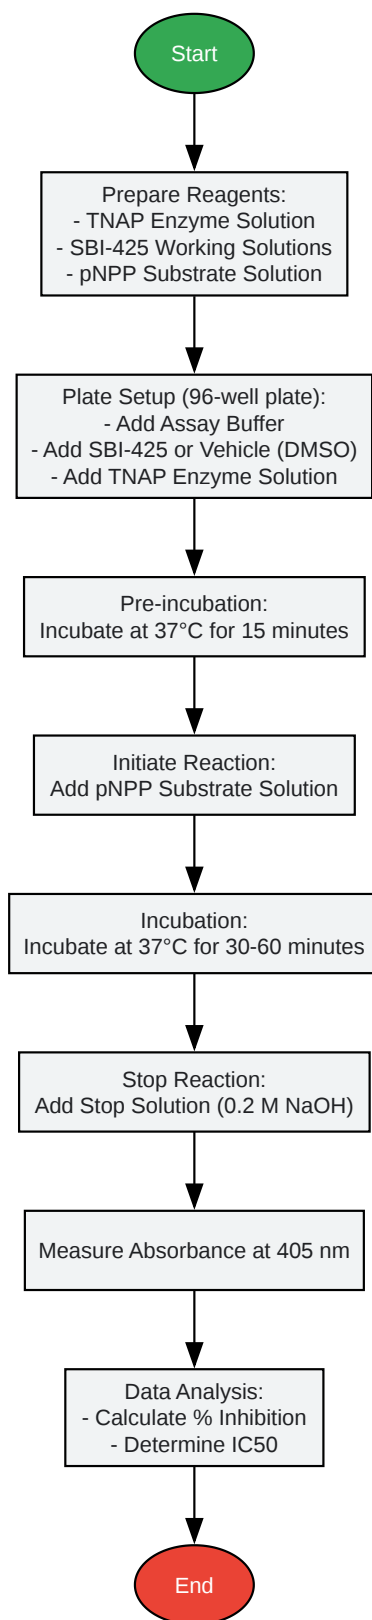 Start
Prepare Reagents:
- TNAP Enzyme Solution
- SBI-425 Working Solutions
- pNPP Substrate Solution
Plate Setup (96-well plate):
- Add Assay Buffer
- Add SBI-425 or Vehicle (DMSO)
- Add TNAP Enzyme Solution
Pre-incubation:
Incubate at 37°C for 15 minutes
Initiate Reaction:
Add pNPP Substrate Solution
Incubation:
Incubate at 37°C for 30-60 minutes
Stop Reaction:
Add Stop Solution (0.2 M NaOH)
Measure Absorbance at 405 nm
Data Analysis:
- Calculate % Inhibition
- Determine IC50
End